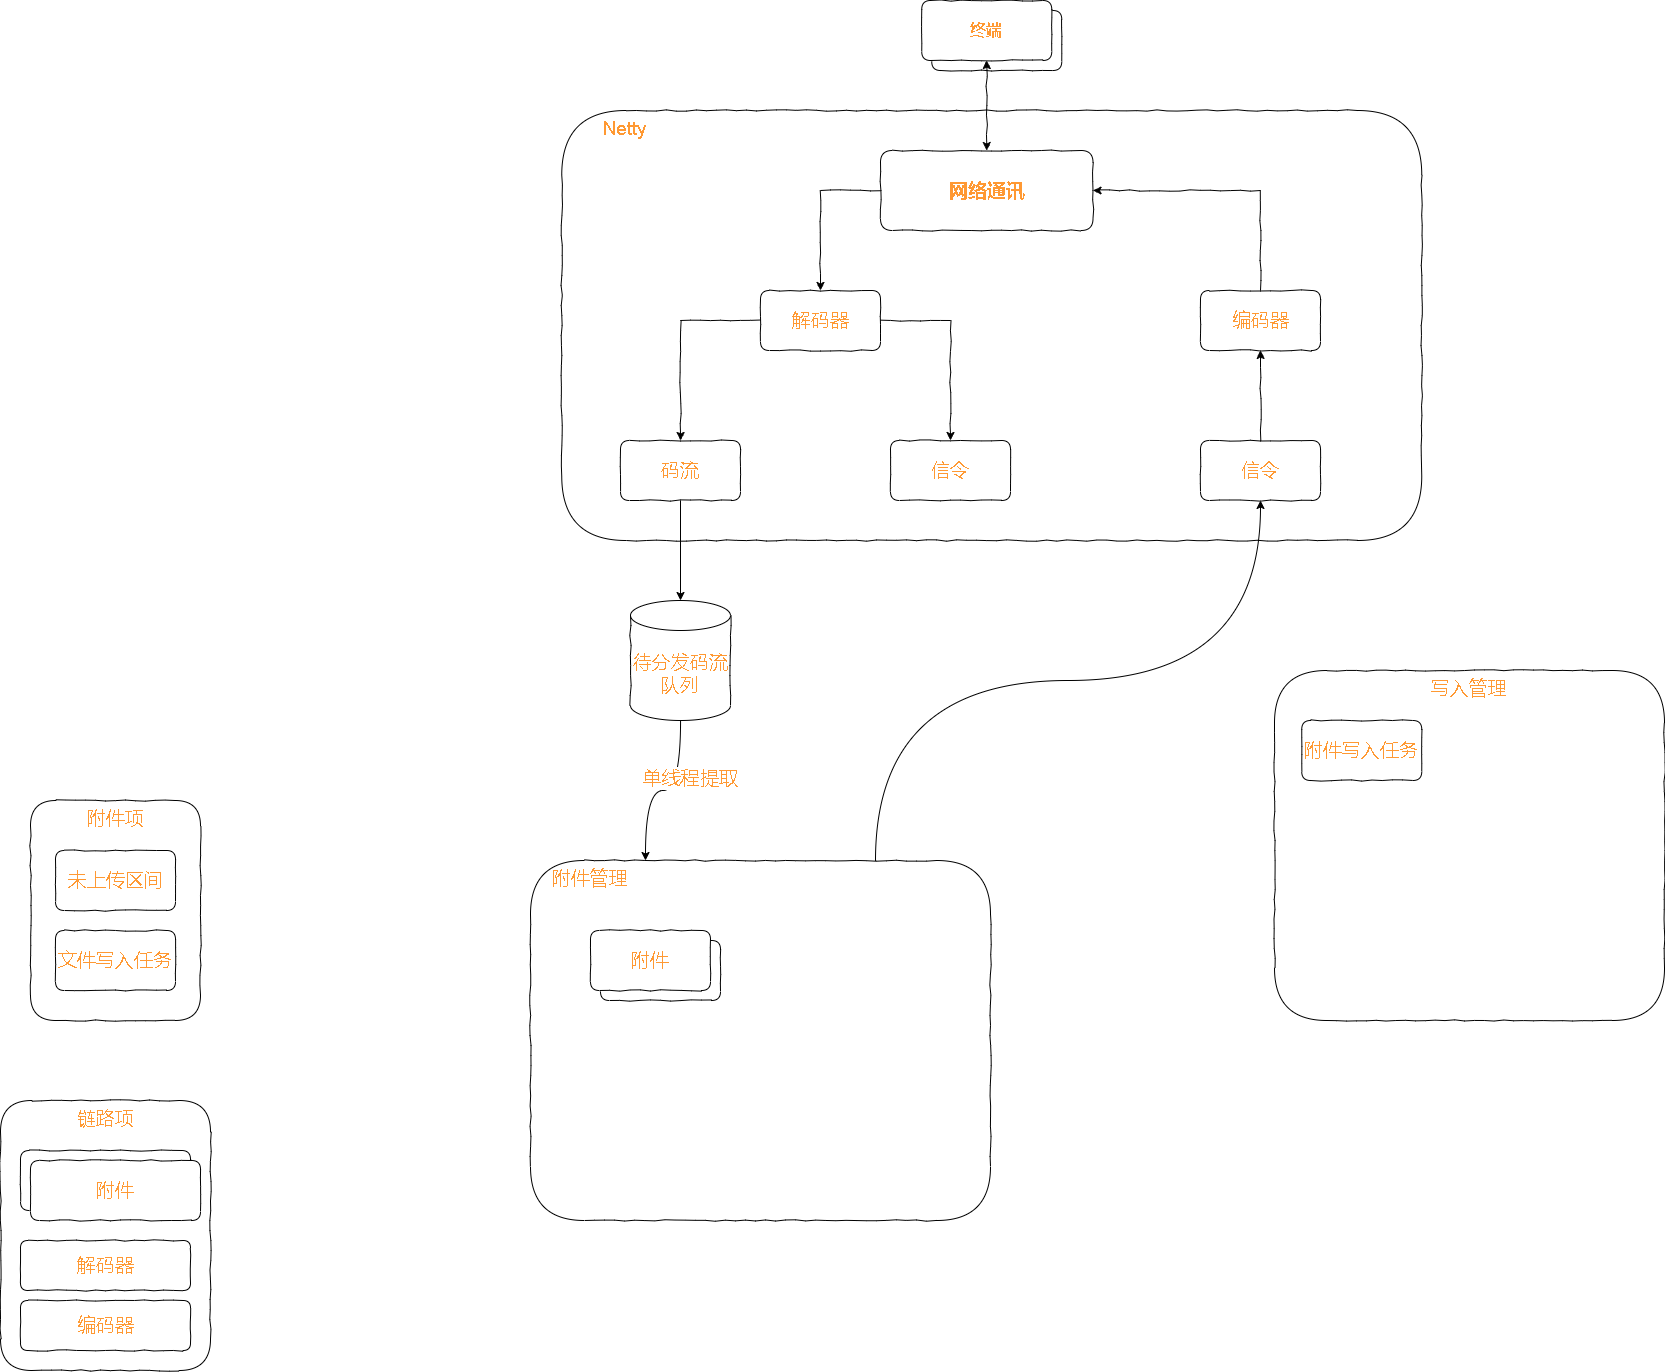 终端
Netty
网络通讯
解码器
编码器
码流
信令
信令
待分发码流
队列
写入管理
附件写入任务
单线程提取
附件项
未上传区间
文件写入任务
附件管理
附件
链路项
附件
解码器
编码器